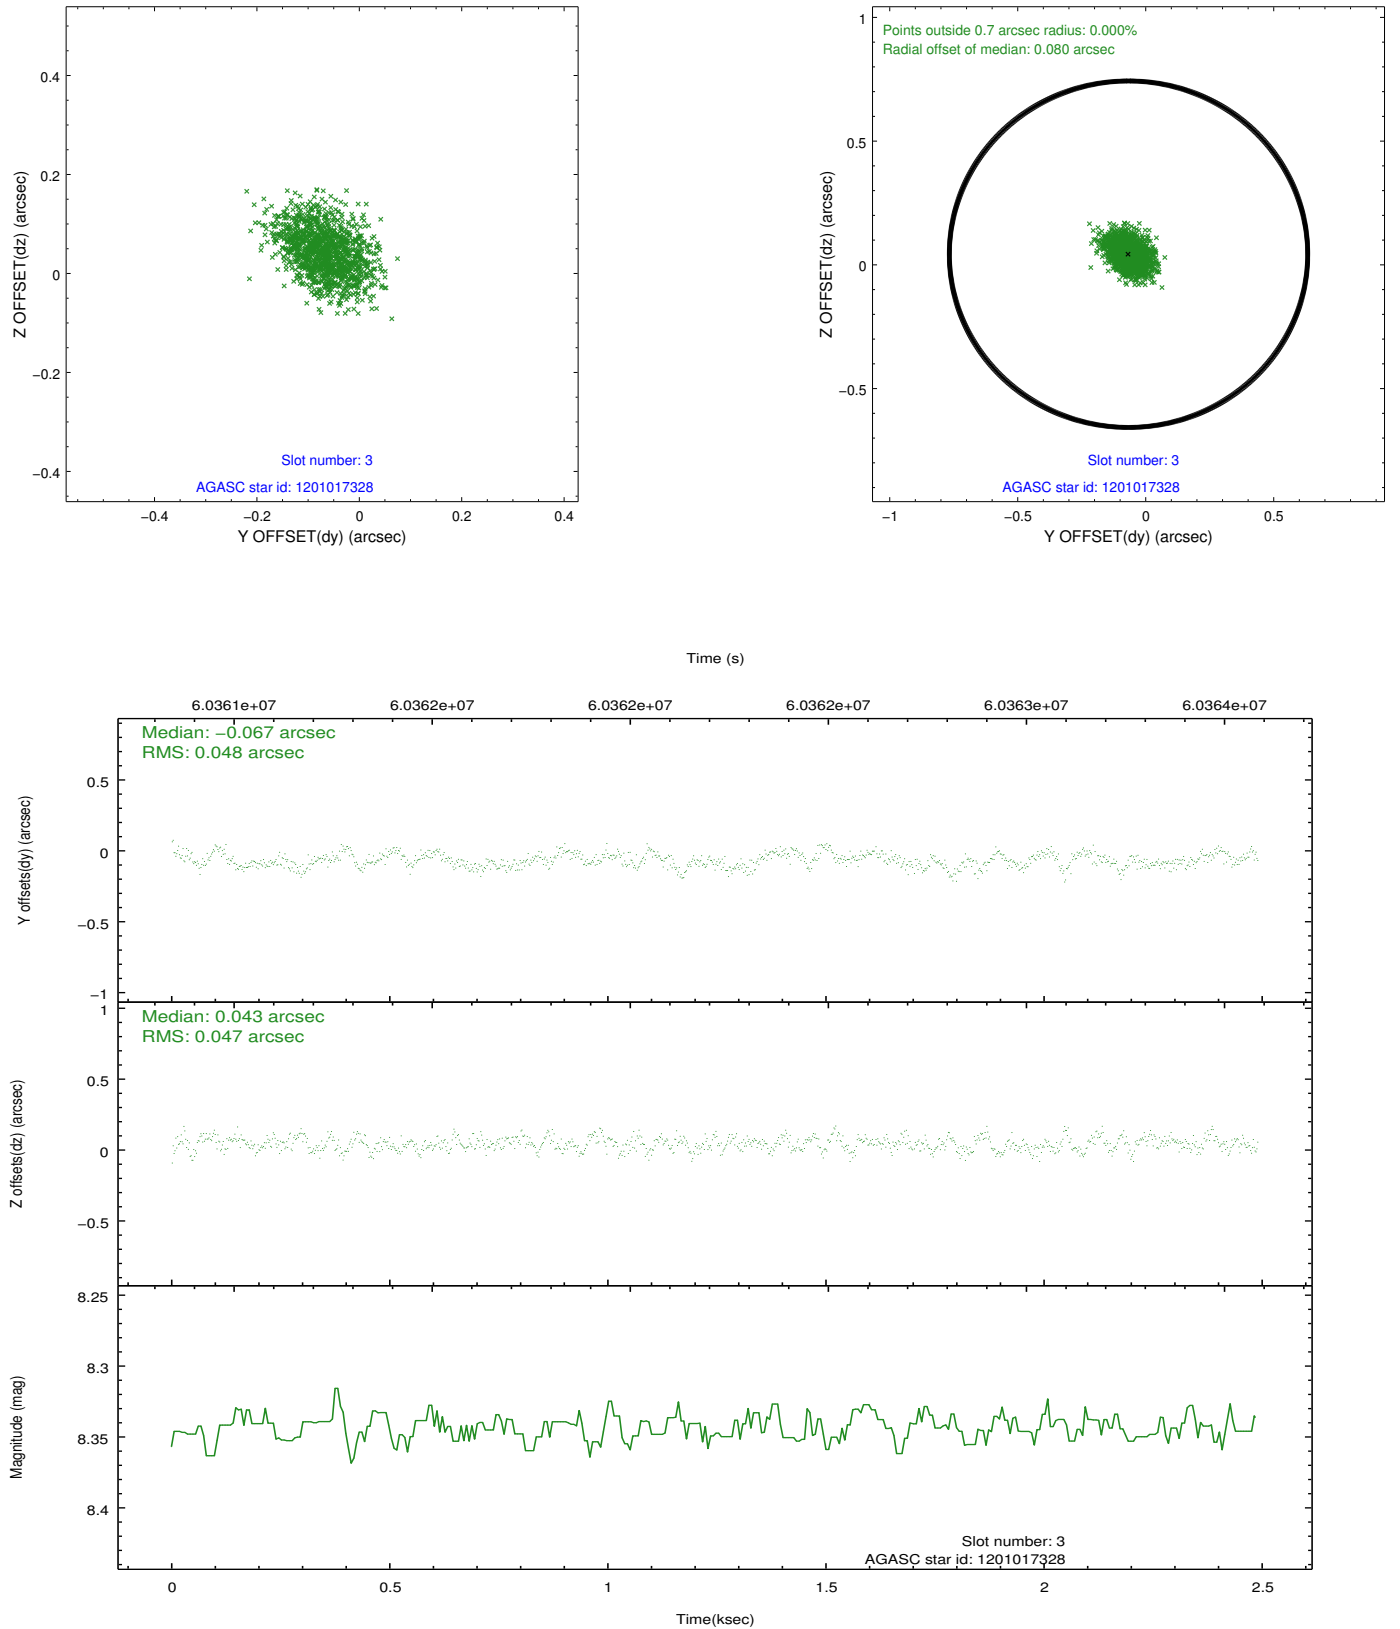 0.4
0.2
0
−0.2
−0.4
Z OFFSET(dz) (arcsec)
Slot number: 3
AGASC star id: 1201017328
−0.4 −0.2 0 0.2 0.4
Y OFFSET(dy) (arcsec)
Points outside 0.7 arcsec radius: 0.000%
Radial offset of median: 0.080 arcsec
1
0.5
0
−0.5
Z OFFSET(dz) (arcsec)
Slot number: 3
AGASC star id: 1201017328
−1 −0.5 0 0.5
Y OFFSET(dy) (arcsec)
Time (s)
6.0361e+07 6.0362e+07 6.0362e+07 6.0362e+07 6.0363e+07 6.0364e+07
Median: −0.067 arcsec
RMS: 0.048 arcsec
0.5
0
−0.5
−1
Y offsets(dy) (arcsec)
Median: 0.043 arcsec
RMS: 0.047 arcsec
1
0.5
0
−0.5
Z offsets(dz) (arcsec)
8.25
8.3
8.35
8.4
Magnitude (mag)
Slot number: 3
AGASC star id: 1201017328
0 0.5 1 1.5 2 2.5
Time(ksec)